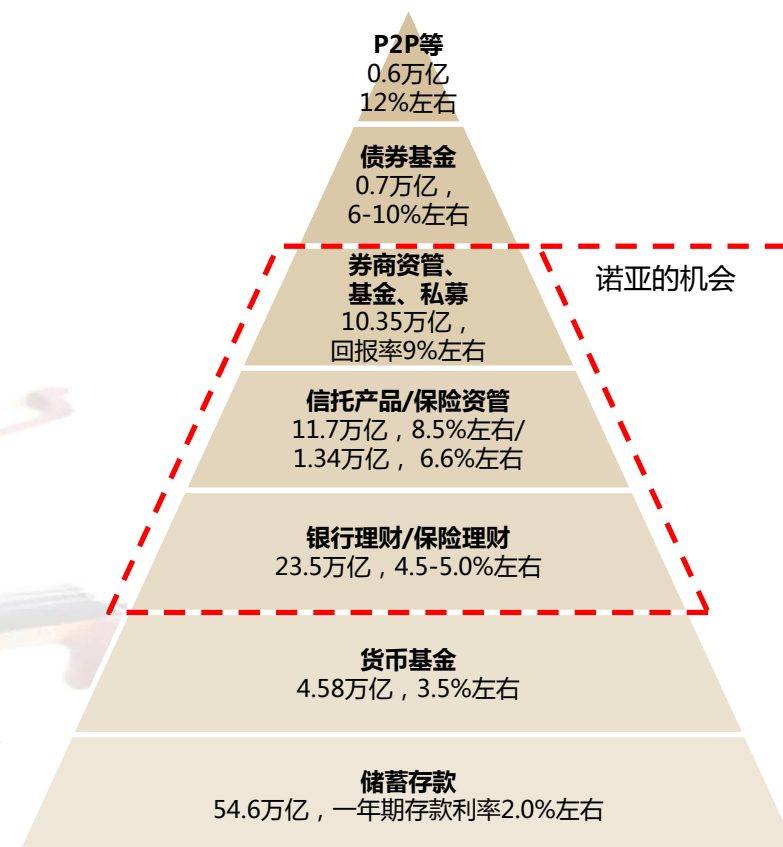 P2P等
0.6万亿
12%左右
债券基金
0.7万亿，
6-10%左右
诺亚的机会
券商资管、
基金、私募
10.35万亿，
回报率9%左右
信托产品/保险资管
11.7万亿，8.5%左右/
1.34万亿， 6.6%左右
银行理财/保险理财
23.5万亿，4.5-5.0%左右
货币基金
4.58万亿，3.5%左右
储蓄存款
54.6万亿，一年期存款利率2.0%左右